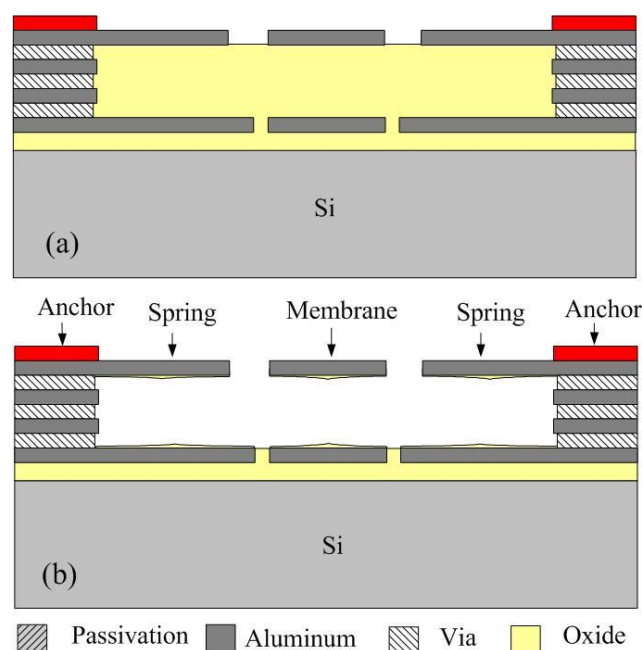 Si
(a)
Anchor Spring Membrane Spring Anchor
Si
(b)
Passivation Aluminum Via Oxide